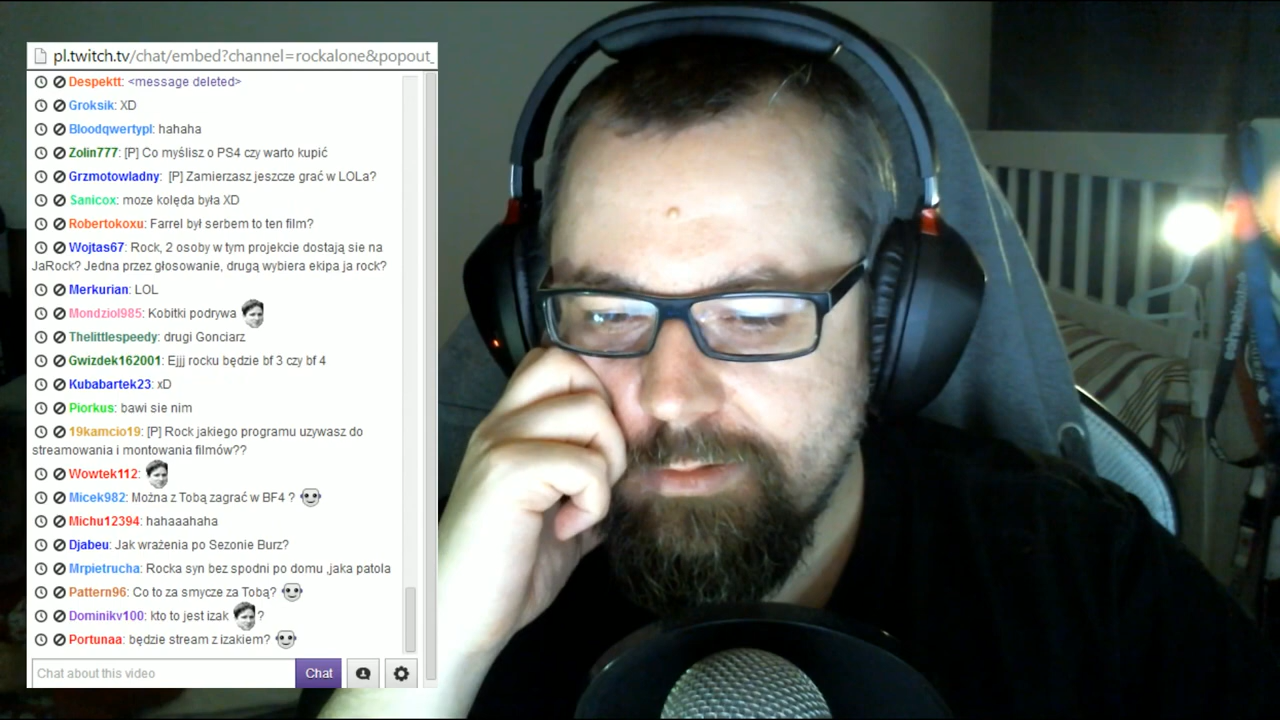 pl.twitch.tv/chat/embed?channel=rockalone&popout_
Despektt: <message deleted>
Groksik: XD
Bloodqwertypl: hahaha
Zolin777: [P] Co myślisz o PS4 czy warto kupić
Grzmotowladny: [P] Zamierzasz jeszcze grać w LOLa?
Sanicox: moze kolęda była XD
Robertokoxu: Farrel był serbem to ten film?
Wojtas67: Rock, 2 osoby w tym projekcie dostają sie na
JaRock? Jedna przez głosowanie, drugą wybiera ekipa ja rock?
Merkurian: LOL
Mondziol985: Kobitki podrywa
Thelittlespeedy: drugi Gonciarz
Gwizdek162001: Ejjj rocku będzie bf 3 czy bf 4
Kubabartek23: xD
Piorkus: bawi sie nim
19kamcio19: [P] Rock jakiego programu uzywasz do
streamowania i montowania filmów??
Wowtek112:
Micek982: Można z Tobą zagrać w BF4 ?
Michu12394: hahaaahaha
Djabeu: Jak wrażenia po Sezonie Burz?
Mrpietrucha: Rocka syn bez spodni po domu ,jaka patola
Pattern96: Co to za smycze za Tobą?
Dominikv100: kto to jest izak ?
Portunaa: będzie stream z izakiem?
Chat about this video
Chat